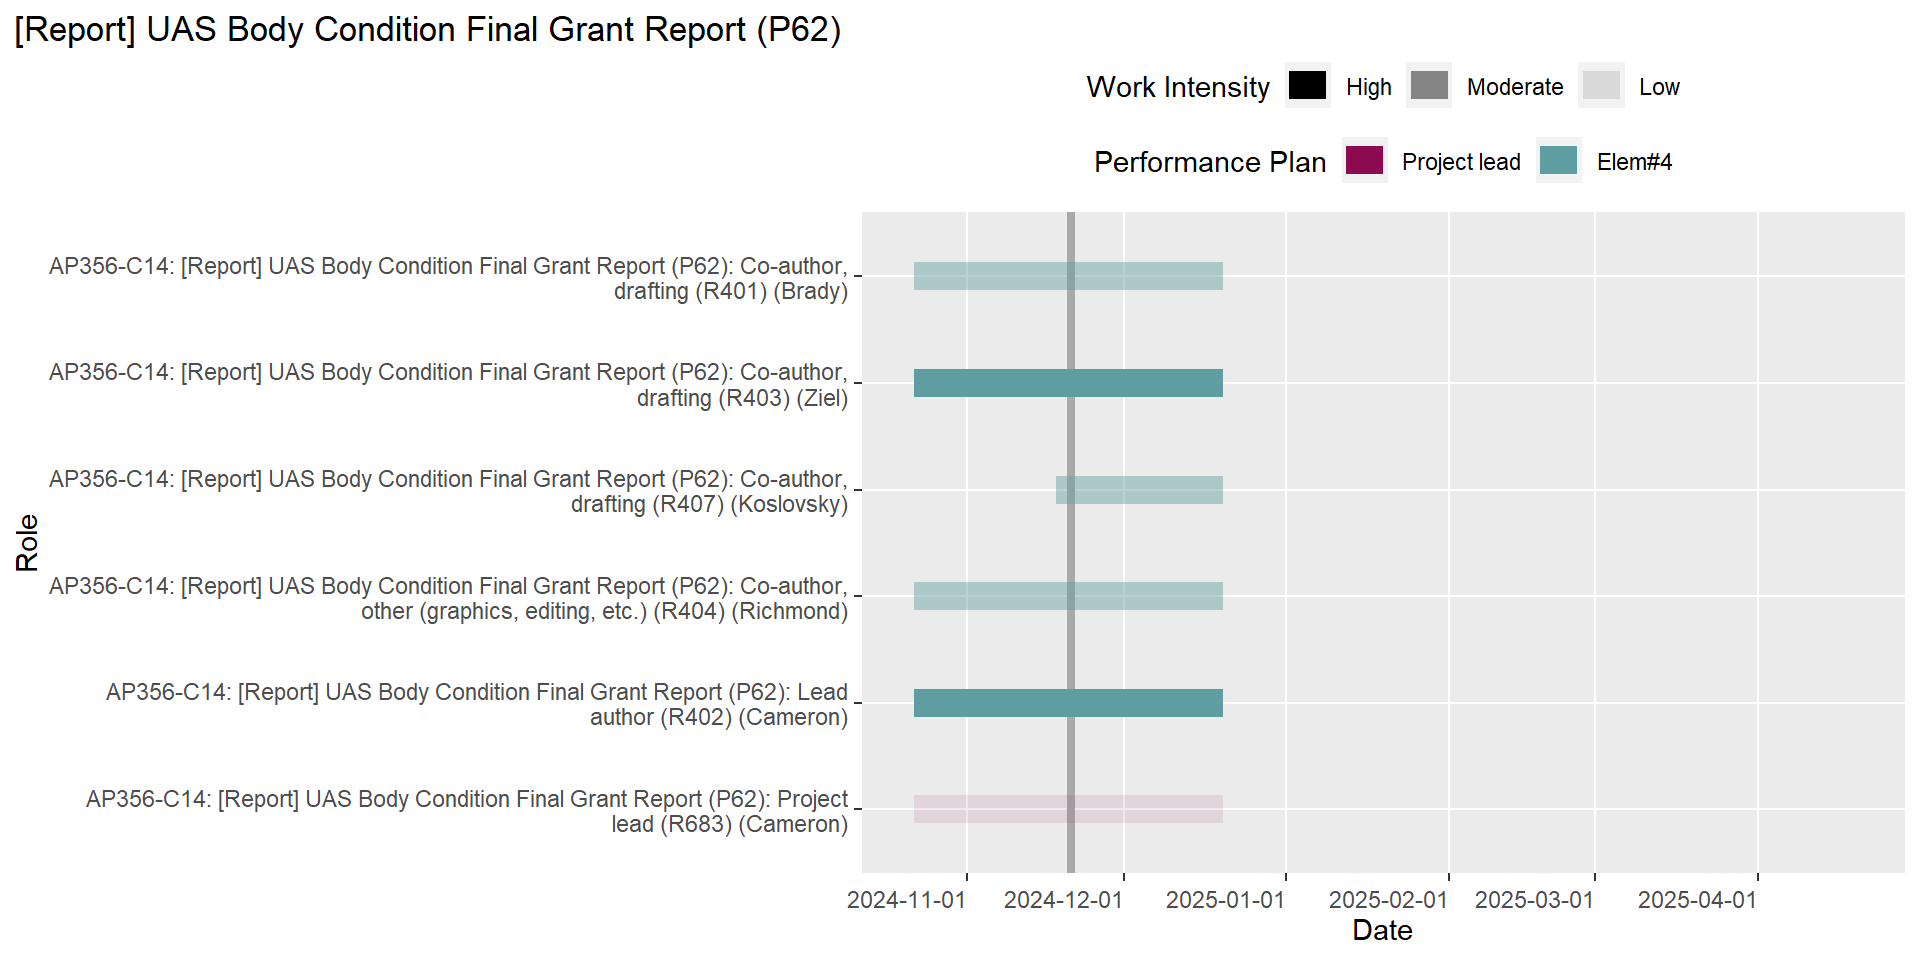 [Report] UAS Body Condition Final Grant Report (P62)
Work Intensity High Moderate Low
Performance Plan Project lead Elem#4
AP356-C14: [Report] UAS Body Condition Final Grant Report (P62): Co-author,
drafting (R401) (Brady)
AP356-C14: [Report] UAS Body Condition Final Grant Report (P62): Co-author,
drafting (R403) (Ziel)
AP356-C14: [Report] UAS Body Condition Final Grant Report (P62): Co-author,
drafting (R407) (Koslovsky)
AP356-C14: [Report] UAS Body Condition Final Grant Report (P62): Co-author,
other (graphics, editing, etc.) (R404) (Richmond)
AP356-C14: [Report] UAS Body Condition Final Grant Report (P62): Lead
author (R402) (Cameron)
AP356-C14: [Report] UAS Body Condition Final Grant Report (P62): Project
lead (R683) (Cameron)
Role
2024-11-01 2024-12-01 2025-01-01 2025-02-01 2025-03-01 2025-04-01
Date